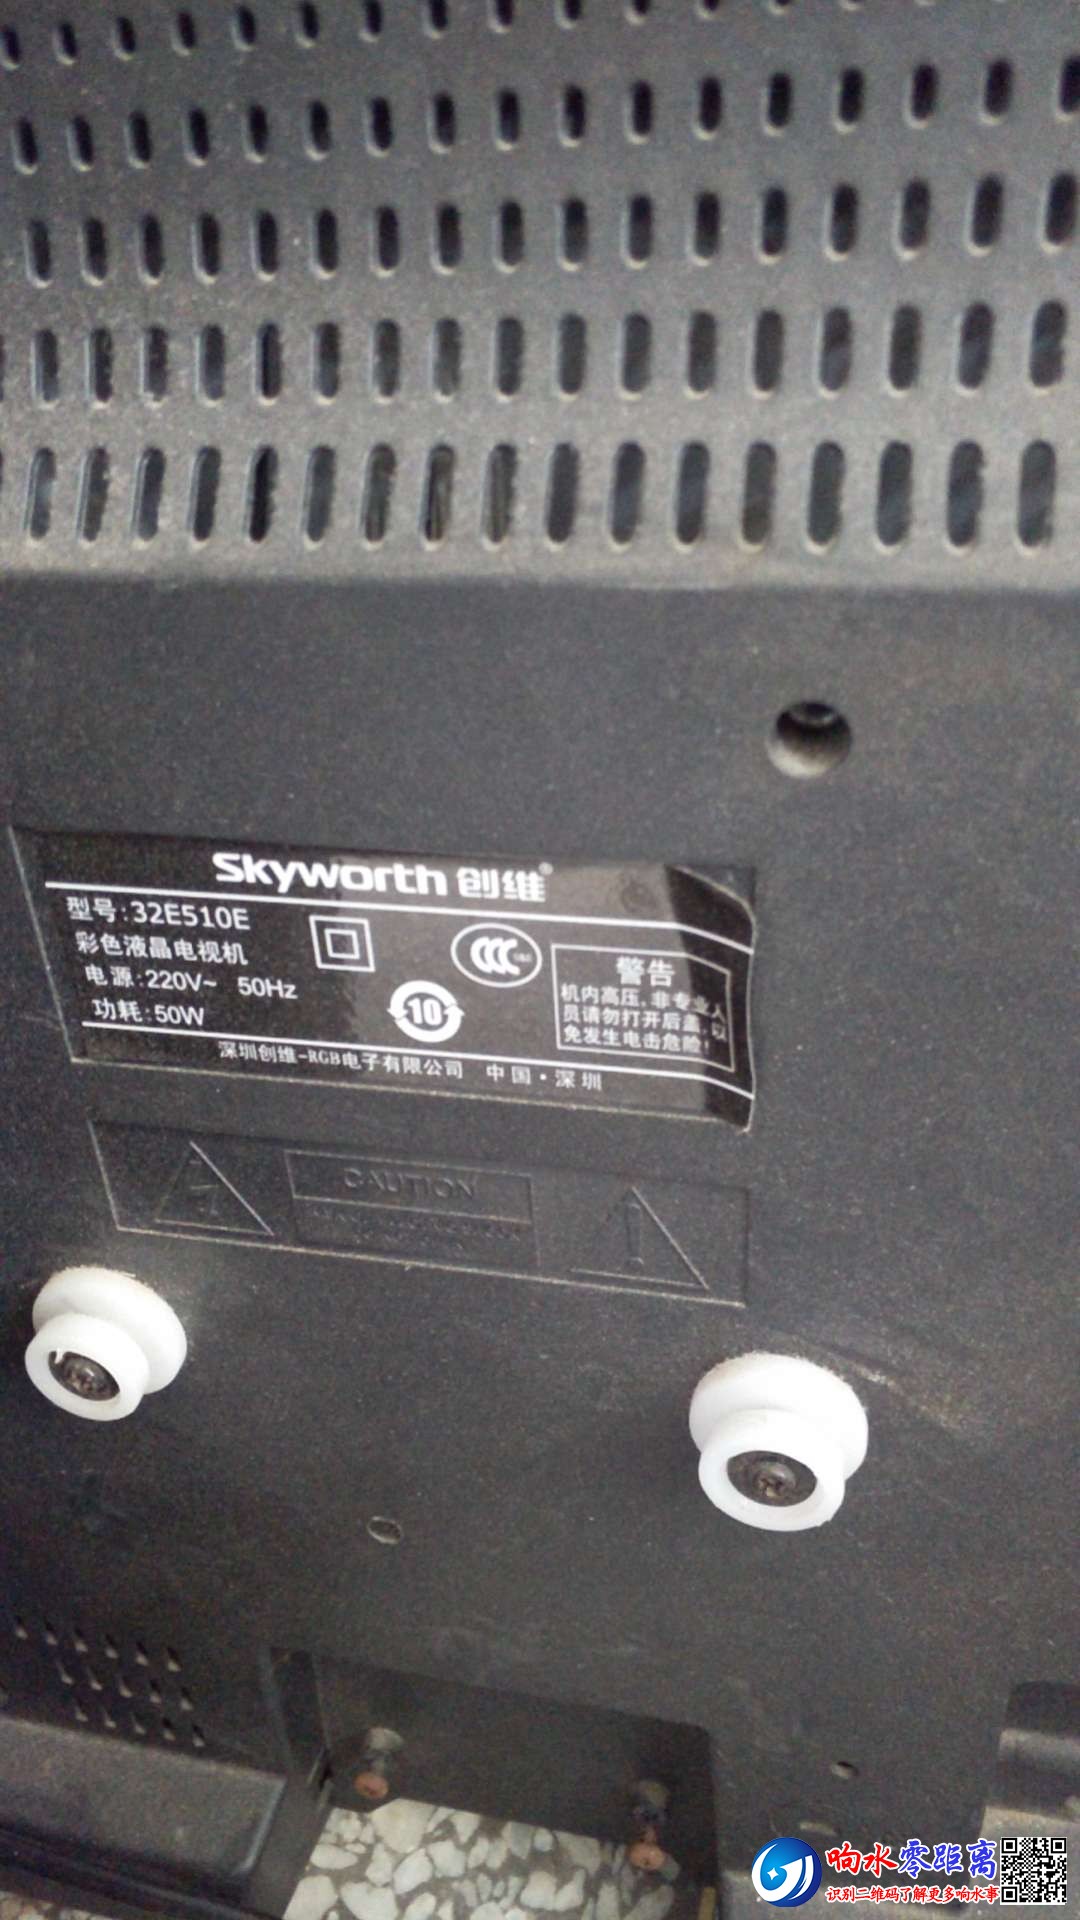 Skyworth 创维®
型号:32E510E
彩色液晶电视机
电源:220V~ 50Hz
功耗:50W
CCC
10
警告
机内高压,非专业人
员请勿打开后盖,以
免发生电击危险!
深圳创维-RGB电子有限公司 中国·深圳
CAUTION
响水零距离
识别二维码了解更多响水事